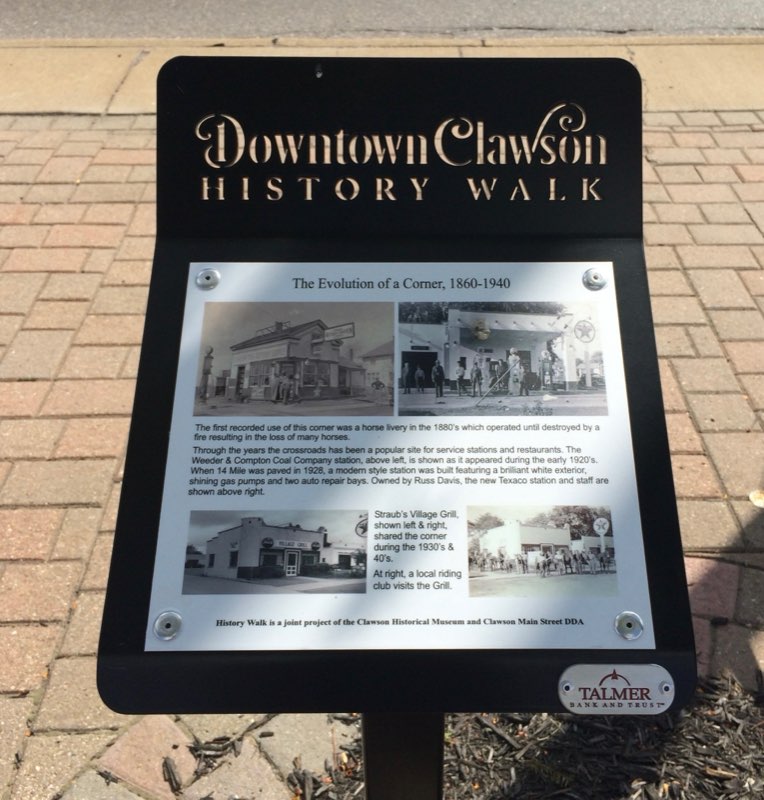 Downtown Clawson
HISTORY WALK
The Evolution of a Corner, 1860-1940
The first recorded use of this corner was a horse livery in the 1880's which operated until destroyed by a
fire resulting in the loss of many horses.
Through the years the crossroads has been a popular site for service stations and restaurants. The
Weeder & Compton Coal Company station, above left, is shown as it appeared during the early 1920's.
When 14 Mile was paved in 1928, a modern style station was built featuring a brilliant white exterior,
shining gas pumps and two auto repair bays. Owned by Russ Davis, the new Texaco station and staff are
shown above right.
VILLAGE GRILL
Straub's Village Grill,
shown left & right,
shared the corner
during the 1930's &
40's.
At right, a local riding
club visits the Grill.
History Walk is a joint project of the Clawson Historical Museum and Clawson Main Street DDA
TALMER
BANK AND TRUST™